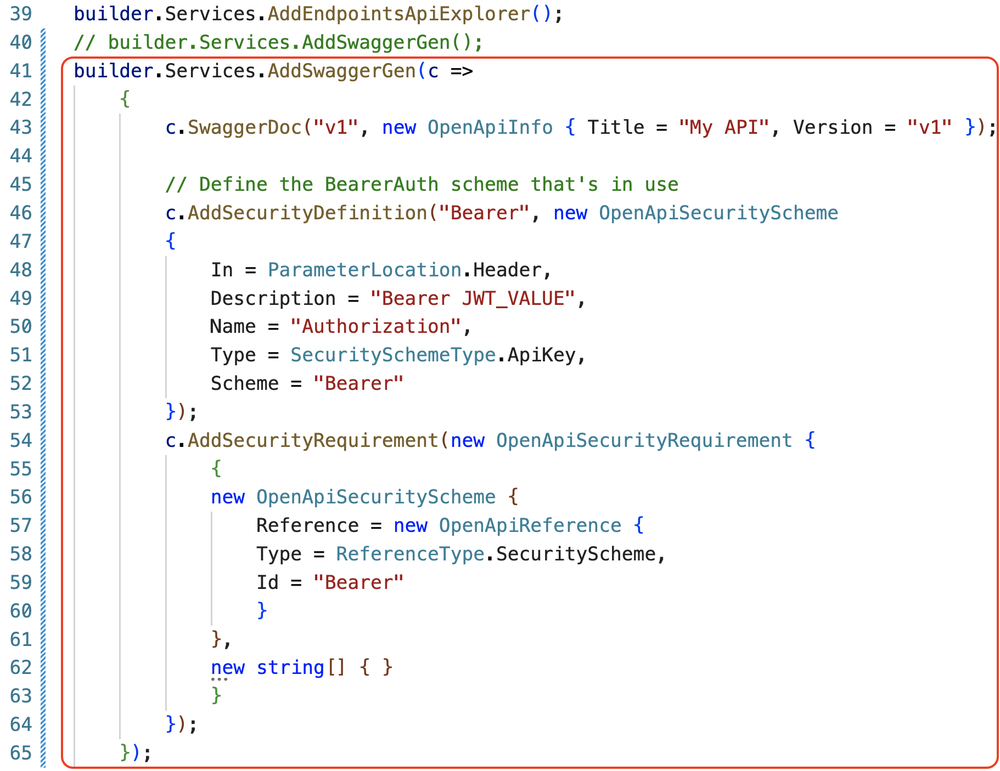 39 builder.Services.AddEndpointsApiExplorer();
40 // builder.Services.AddSwaggerGen();
41 builder.Services.AddSwaggerGen(c =>
42 {
43 c.SwaggerDoc("v1", new OpenApiInfo { Title = "My API", Version = "v1" });
44
45 // Define the BearerAuth scheme that's in use
46 c.AddSecurityDefinition("Bearer", new OpenApiSecurityScheme
47 {
48 In = ParameterLocation.Header,
49 Description = "Bearer JWT_VALUE",
50 Name = "Authorization",
51 Type = SecuritySchemeType.ApiKey,
52 Scheme = "Bearer"
53 });
54 c.AddSecurityRequirement(new OpenApiSecurityRequirement {
55 {
56 new OpenApiSecurityScheme {
57 Reference = new OpenApiReference {
58 Type = ReferenceType.SecurityScheme,
59 Id = "Bearer"
60 }
61 },
62 new string[] { }
63 }
64 });
65 });